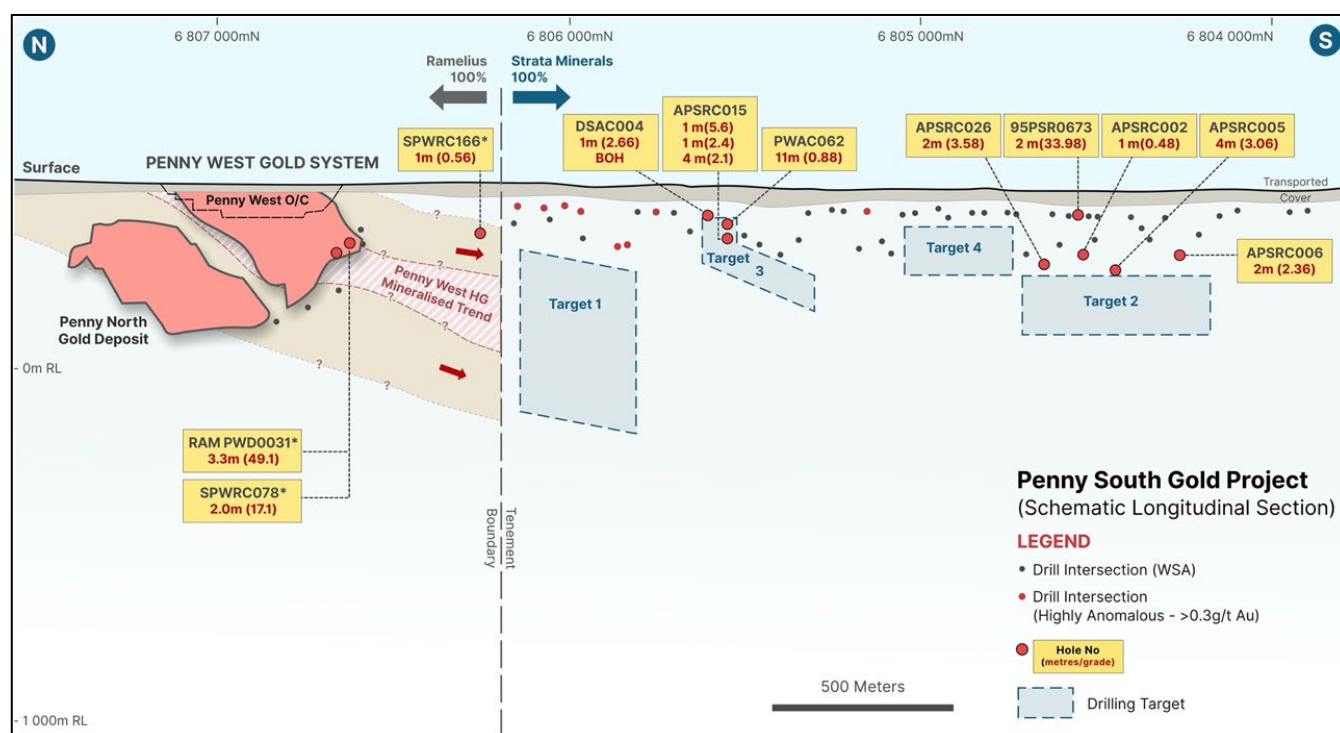 N
6 807 000mN
6 806 000mN
6 805 000mN
6 804 000mN
S
Ramelius
100%
Strata Minerals
100%
SPWRC166*
1m (0.56)
DSAC004
1m (2.66)
BOH
APSRC015
1 m(5.6)
1 m(2.4)
4 m(2.1)
PWAC062
11m (0.88)
APSRC026
2m (3.58)
95PSR0673
2 m(33.98)
APSRC002
1 m(0.48)
APSRC005
4m (3.06)
Surface
PENNY WEST GOLD SYSTEM
Transported
Cover
Penny West O/C
?
?
?
?
?
?
?
?
Target
3
Target 4
APSRC006
2m (2.36)
Penny West HG
Mineralised Trend
Target 1
Target 2
Penny North
Gold Deposit
- 0m RL
RAM PWD0031*
3.3m (49.1)
SPWRC078*
2.0m (17.1)
Tenement
Boundary
Penny South Gold Project
(Schematic Longitudinal Section)
LEGEND
Drill Intersection (WSA)
Drill Intersection
(Highly Anomalous - >0.3g/t Au)
Hole No
(metres/grade)
Drilling Target
500 Meters
- 1 000m RL